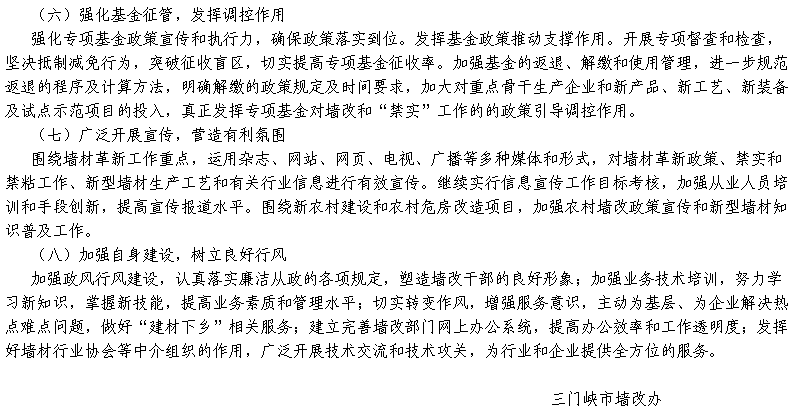 （六）强化基金征管，发挥调控作用
强化专项基金政策宣传和执行力，确保政策落实到位。发挥基金政策推动支撑作用。开展专项督查和检查，
坚决抵制减免行为，突破征收盲区，切实提高专项基金征收率。加强基金的返退、解缴和使用管理，进一步规范
返退的程序及计算方法，明确解缴的政策规定及时间要求，加大对重点骨干生产企业和新产品、新工艺、新装备
及试点示范项目的投入，真正发挥专项基金对墙改和“禁实”工作的的政策引导调控作用。
（七）广泛开展宣传，营造有利氛围
围绕墙材革新工作重点，运用杂志、网站、网页、电视、广播等多种媒体和形式，对墙材革新政策、禁实和
禁粘工作、新型墙材生产工艺和有关行业信息进行有效宣传。继续实行信息宣传工作目标考核，加强从业人员培
训和手段创新，提高宣传报道水平。围绕新农村建设和农村危房改造项目，加强农村墙改政策宣传和新型墙材知
识普及工作。
（八）加强自身建设，树立良好行风
加强政风行风建设，认真落实廉洁从政的各项规定，塑造墙改干部的良好形象；加强业务技术培训，努力学
习新知识，掌握新技能，提高业务素质和管理水平；切实转变作风，增强服务意识，主动为基层、为企业解决热
点难点问题，做好“建材下乡”相关服务；建立完善墙改部门网上办公系统，提高办公效率和工作透明度；发挥
好墙材行业协会等中介组织的作用，广泛开展技术交流和技术攻关，为行业和企业提供全方位的服务。
三门峡市墙改办